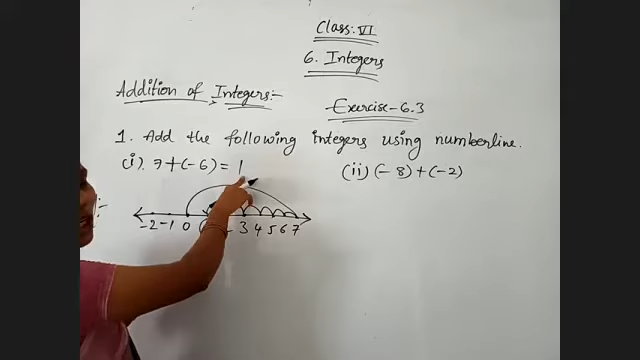 Class: VI
6. Integers
Addition of Integers:-
Exercise-6.3
1. Add the following integers using numberline.
(i). 7+(-6) = 1
(ii) (-8)+(-2)
:-
-2 -1 0 3 4 5 6 7